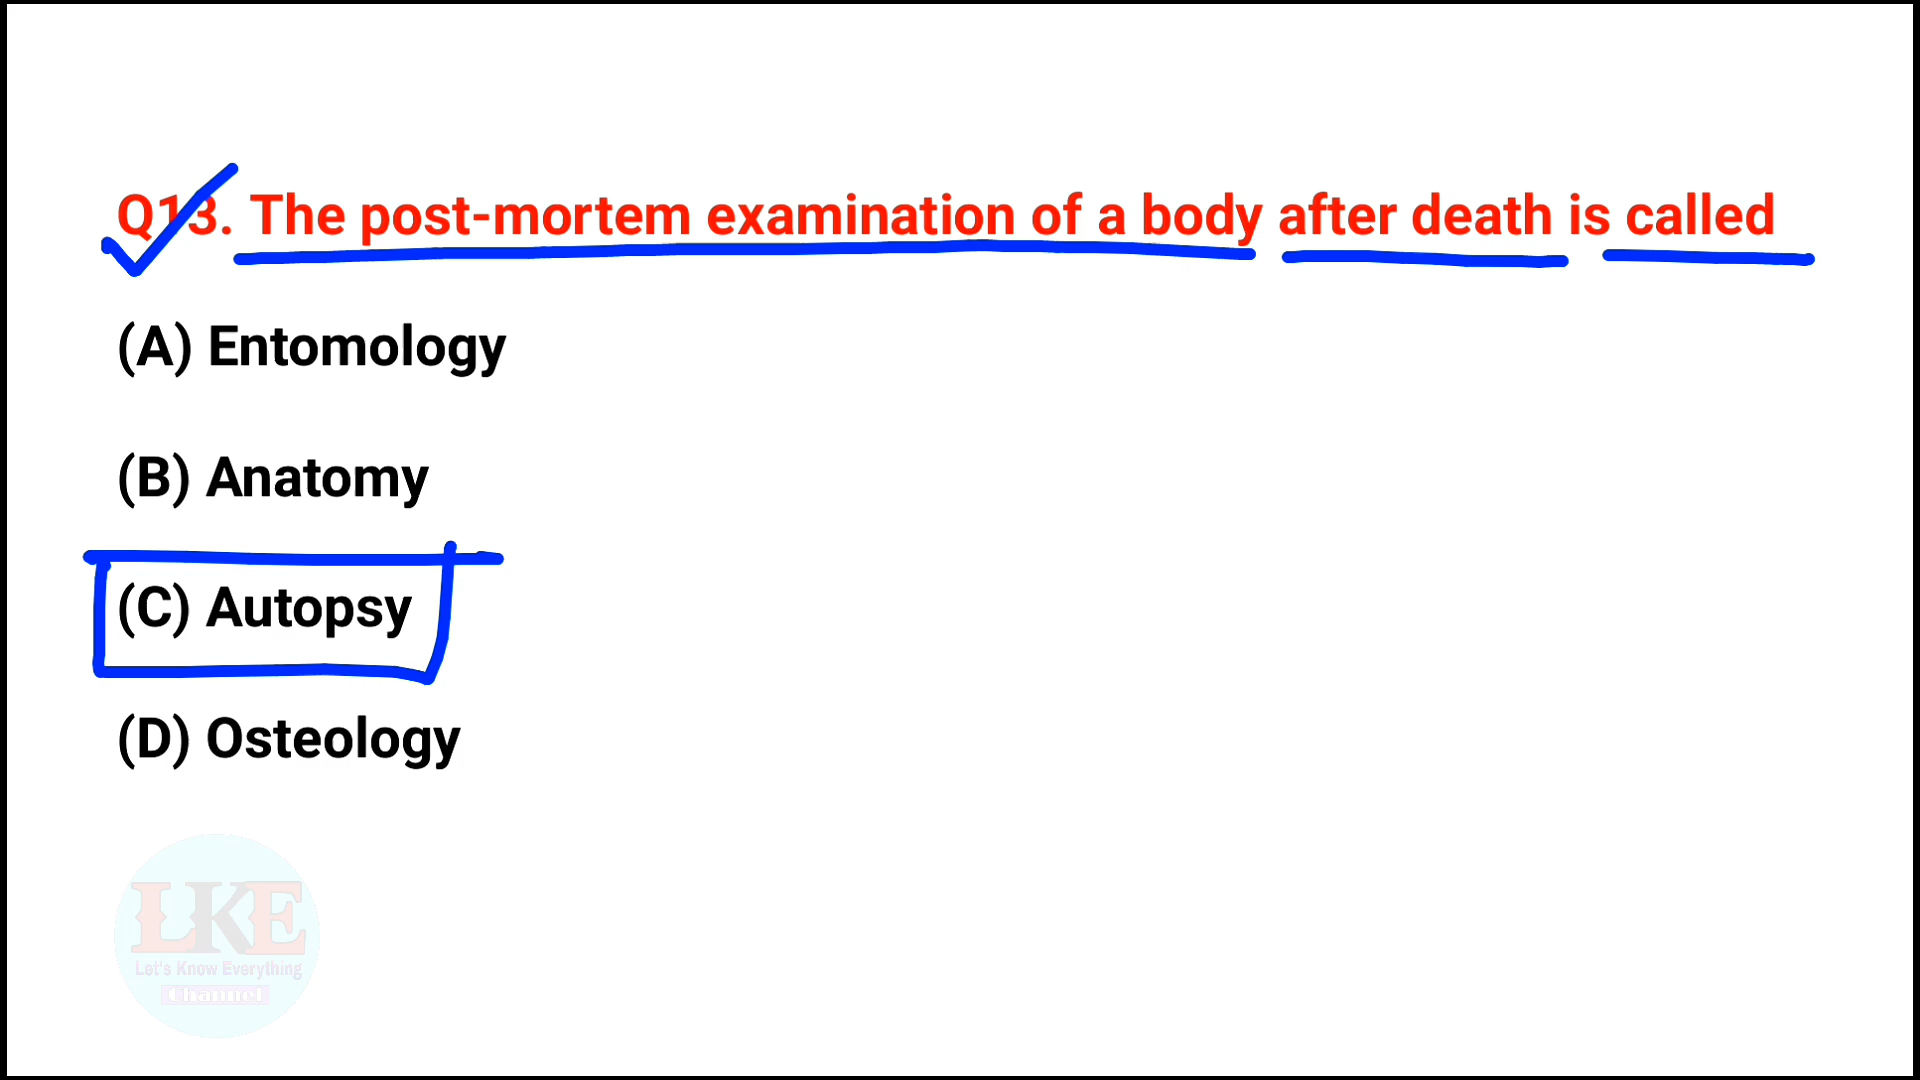 Q13. The post-mortem examination of a body after death is called
(A) Entomology
(B) Anatomy
(C) Autopsy
(D) Osteology
LKE
Let's Know Everything
Channel